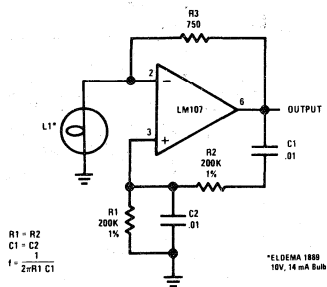 R3
750
2
6
LM107
OUTPUT
L1*
3
C1
.01
R2
200K
1%
R1
200K
1%
C2
.01
R1 = R2
C1 = C2
f = 1
2πR1 C1
*ELDEMA 1869
10V, 14 mA Bulb